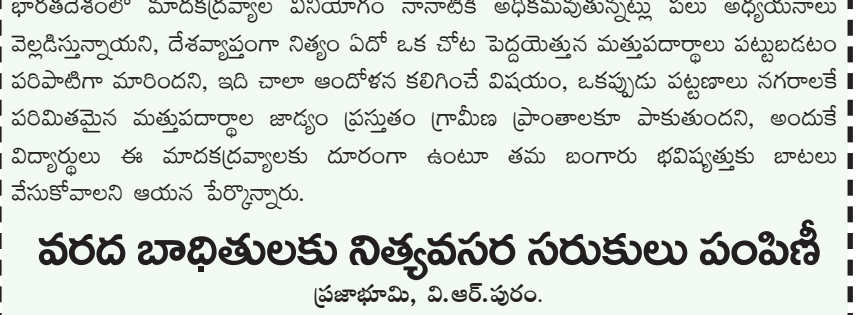 భారతదేశంలో మాదకద్రవ్యాల వినియోగం నానాటికి అధికమవుతున్నట్లు పలు అధ్యయనాలు
వెల్లడిస్తున్నాయని, దేశవ్యాప్తంగా నిత్యం ఏదో ఒక చోట పెద్దయెత్తున మత్తుపదార్థాలు పట్టుబడటం
పరిపాటిగా మారిందని, ఇది చాలా ఆందోళన కలిగించే విషయం, ఒకప్పుడు పట్టణాలు నగరాలకే
పరిమితమైన మత్తుపదార్థాల జాడ్యం ప్రస్తుతం గ్రామీణ ప్రాంతాలకూ పాకుతుందని, అందుకే
విద్యార్థులు ఈ మాదకద్రవ్యాలకు దూరంగా ఉంటూ తమ బంగారు భవిష్యత్తుకు బాటలు
వేసుకోవాలని ఆయన పేర్కొన్నారు.
వరద బాధితులకు నిత్యవసర సరుకులు పంపిణీ
ప్రజాభూమి, వి.ఆర్.పురం.